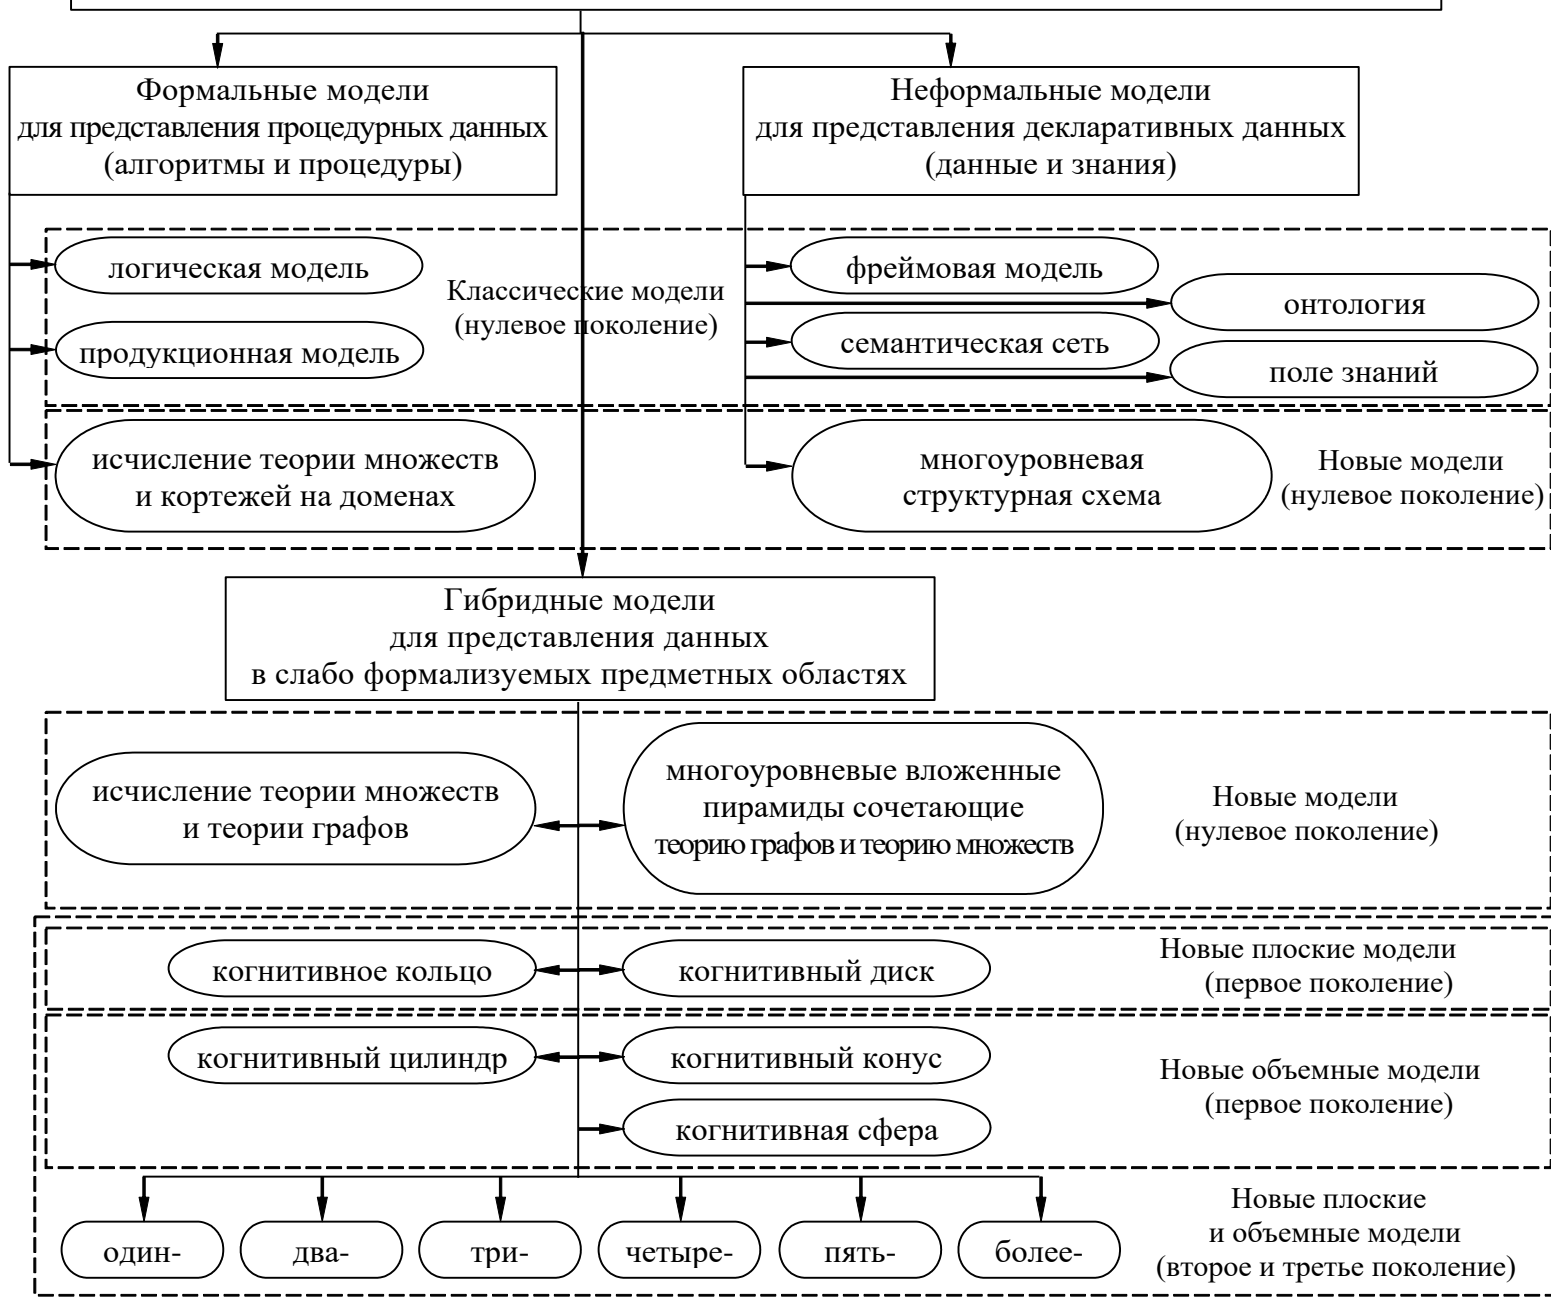 Формальные модели
для представления процедурных данных
(алгоритмы и процедуры)
Неформальные модели
для представления декларативных данных
(данные и знания)
логическая модель
продукционная модель
Классические модели
(нулевое поколение)
фреймовая модель
онтология
семантическая сеть
поле знаний
исчисление теории множеств
и кортежей на доменах
многоуровневая
структурная схема
Новые модели
(нулевое поколение)
Гибридные модели
для представления данных
в слабо формализуемых предметных областях
исчисление теории множеств
и теории графов
многоуровневые вложенные
пирамиды сочетающие
теорию графов и теорию множеств
Новые модели
(нулевое поколение)
когнитивное кольцо
когнитивный диск
Новые плоские модели
(первое поколение)
когнитивный цилиндр
когнитивный конус
когнитивная сфера
Новые объемные модели
(первое поколение)
один-
два-
три-
четыре-
пять-
более-
Новые плоские
и объемные модели
(второе и третье поколение)